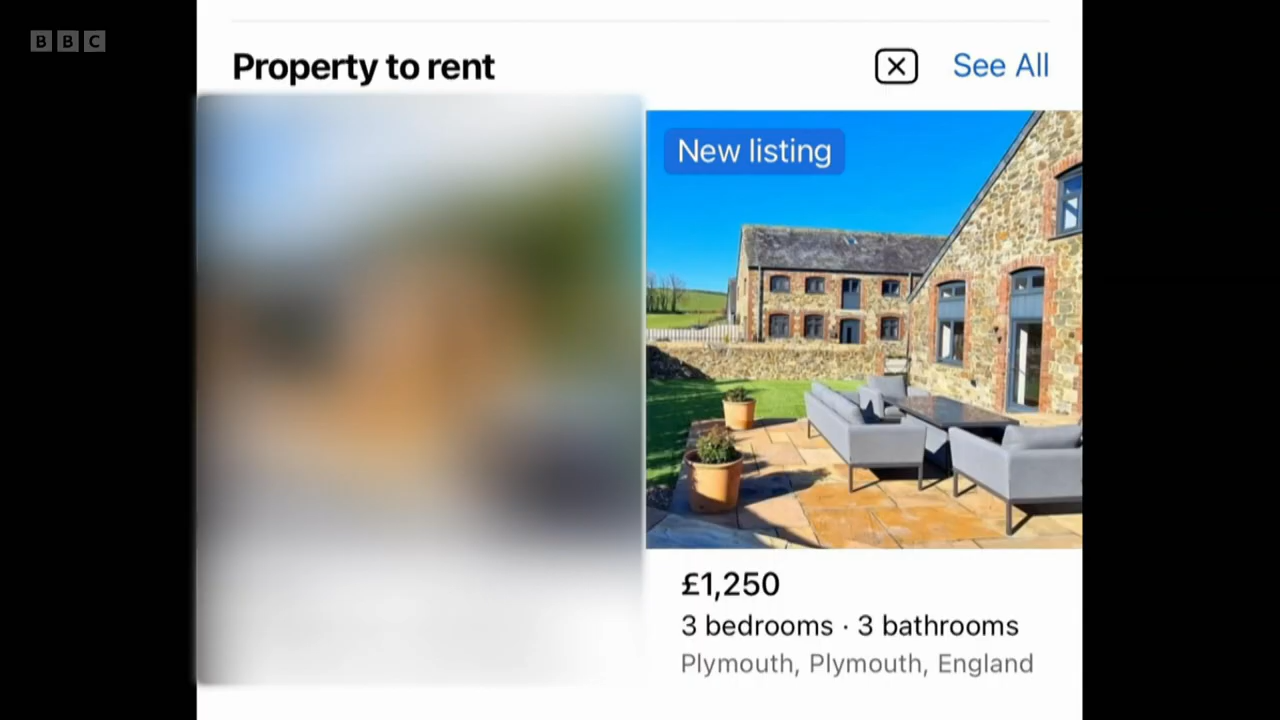 BBC
Property to rent
See All
New listing
£1,250
3 bedrooms · 3 bathrooms
Plymouth, Plymouth, England